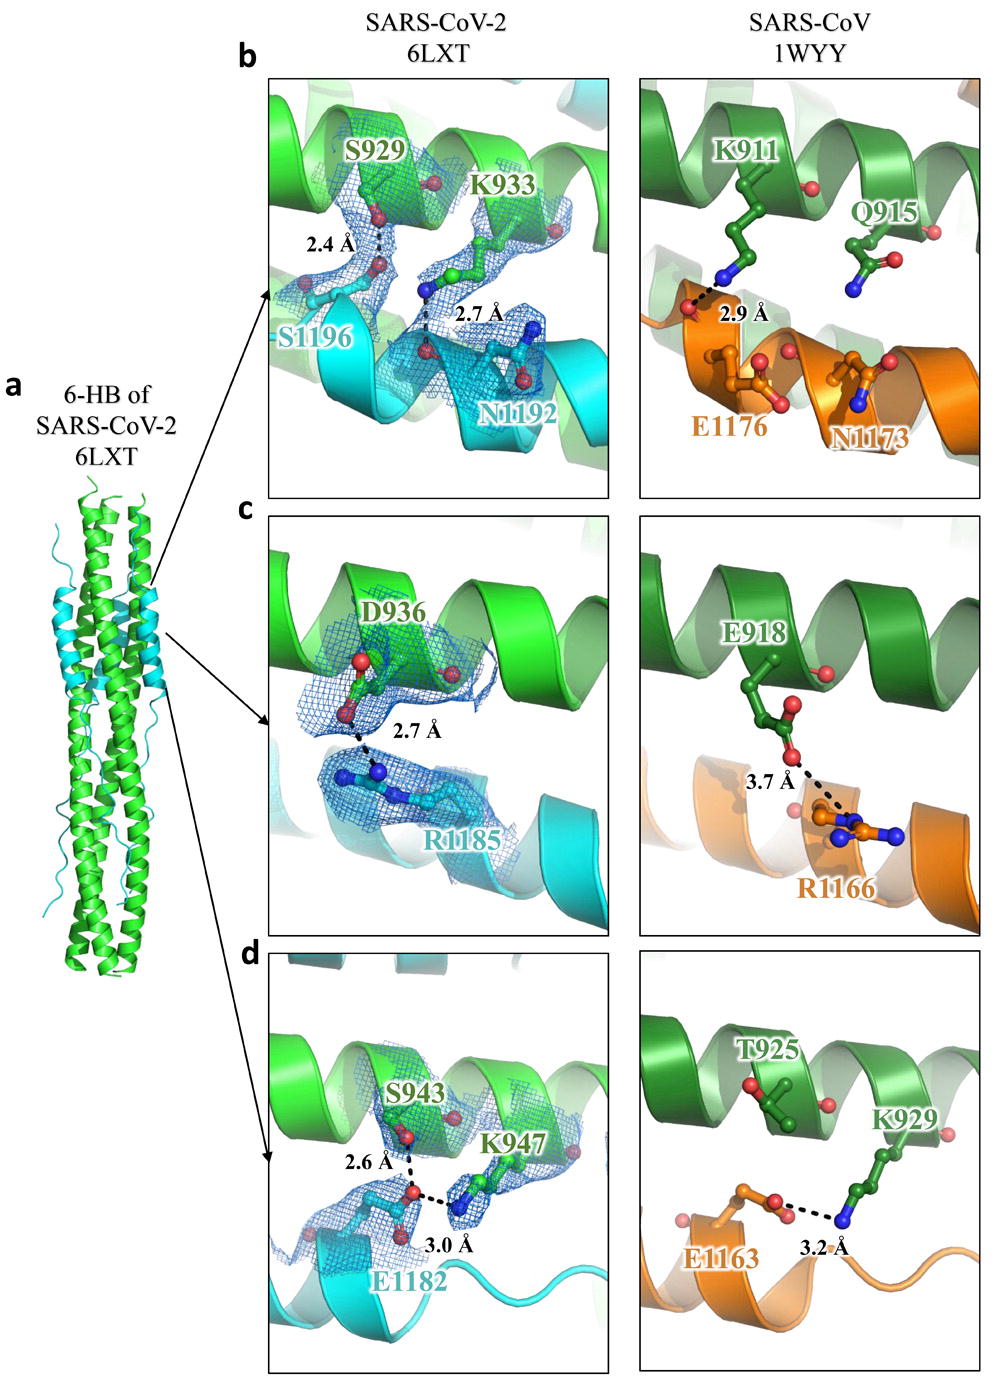 SARS-CoV-2
6LXT
SARS-CoV
1WYY
b
S929
K933
2.4 Å
2.7 Å
S1196
N1192
K911
Q915
2.9 Å
E1176
N1173
a
6-HB of
SARS-CoV-2
6LXT
c
D936
2.7 Å
R1185
E918
3.7 Å
R1166
d
S943
K947
2.6 Å
3.0 Å
E1182
T925
K929
3.2 Å
E1163